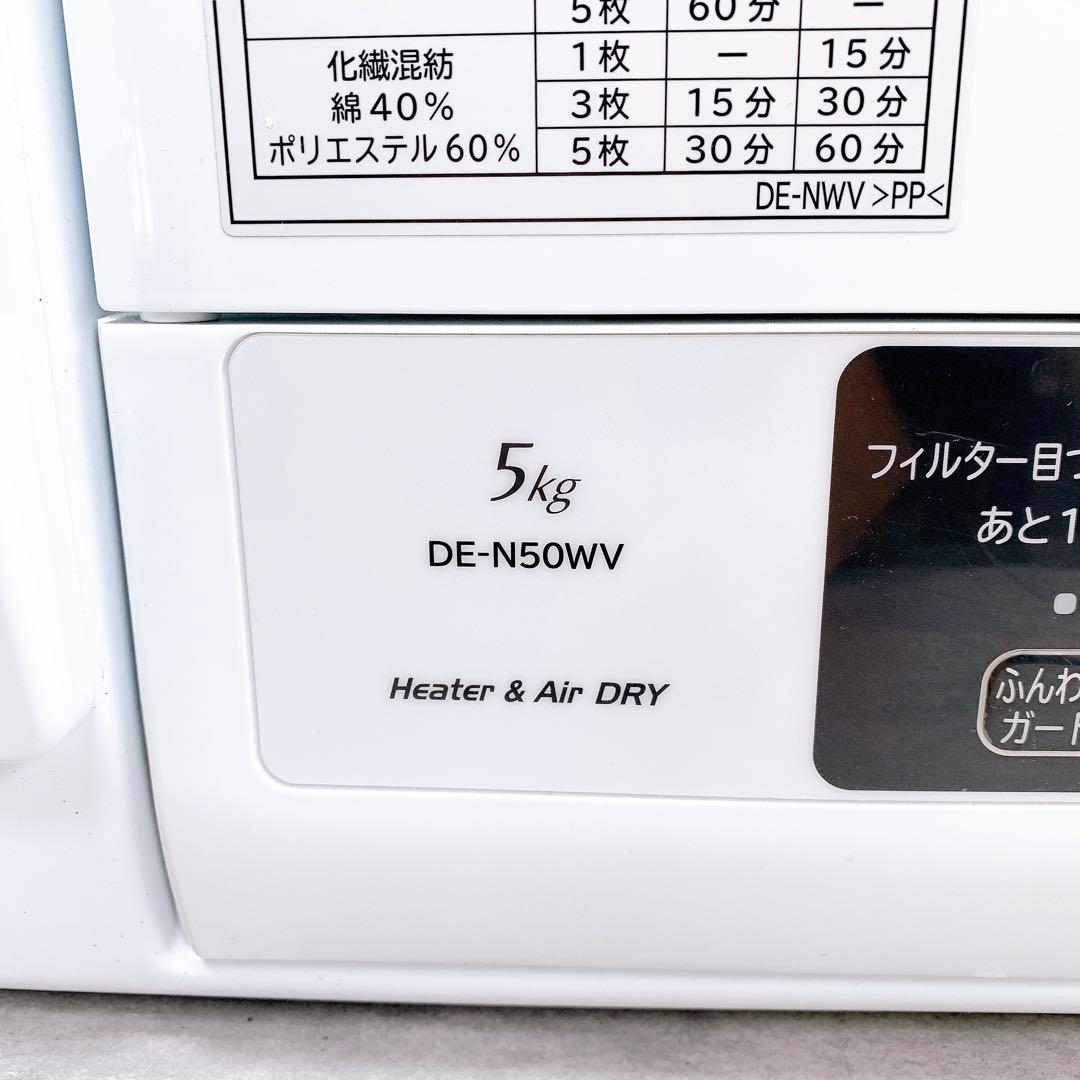 5枚 60分 ー
化繊混紡 1枚 ー 15分
綿40% 3枚 15分 30分
ポリエステル60% 5枚 30分 60分
DE-NWV >PP<
5kg
DE-N50WV
Heater & Air DRY
フィルター目づ
あと1
ふんわ
ガード